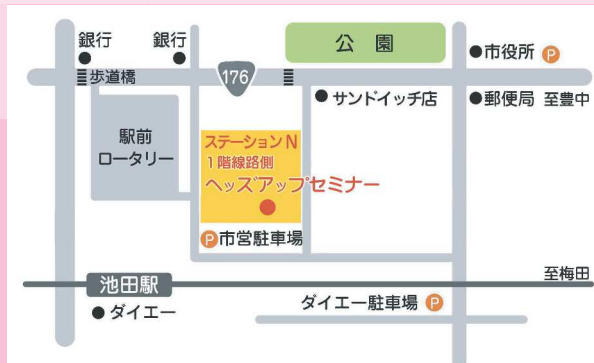 銀行
銀行
公園
市役所 P
歩道橋
176
サンドイッチ店
郵便局 至豊中
駅前
ロータリー
ステーションN
1階線路側
ヘッズアップセミナー
P 市営駐車場
至梅田
池田駅
ダイエー
ダイエー駐車場 P